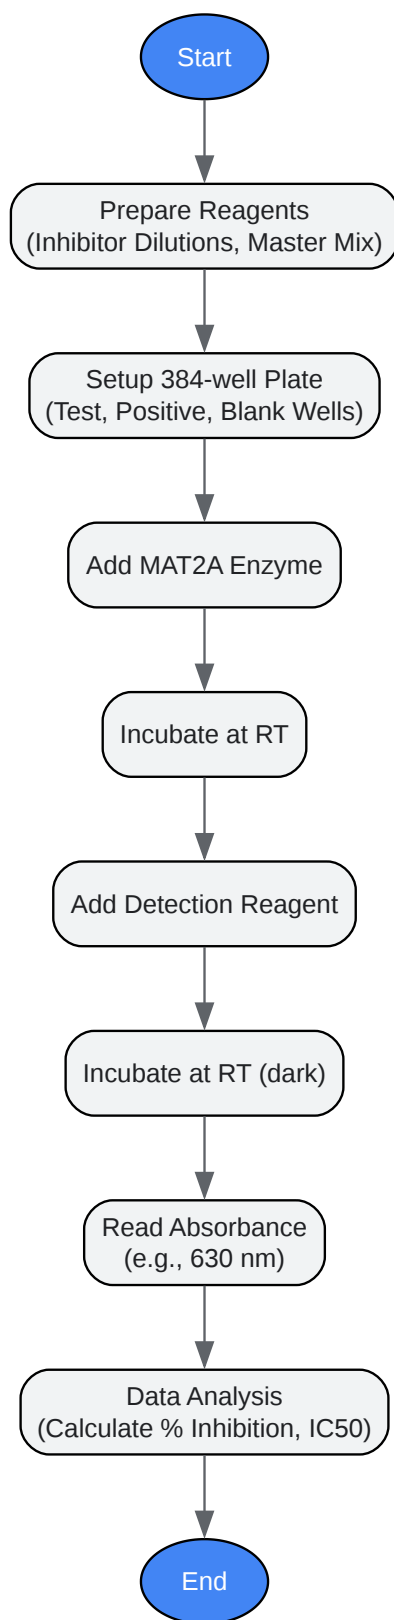 Start
Prepare Reagents
(Inhibitor Dilutions, Master Mix)
Setup 384-well Plate
(Test, Positive, Blank Wells)
Add MAT2A Enzyme
Incubate at RT
Add Detection Reagent
Incubate at RT (dark)
Read Absorbance
(e.g., 630 nm)
Data Analysis
(Calculate % Inhibition, IC50)
End